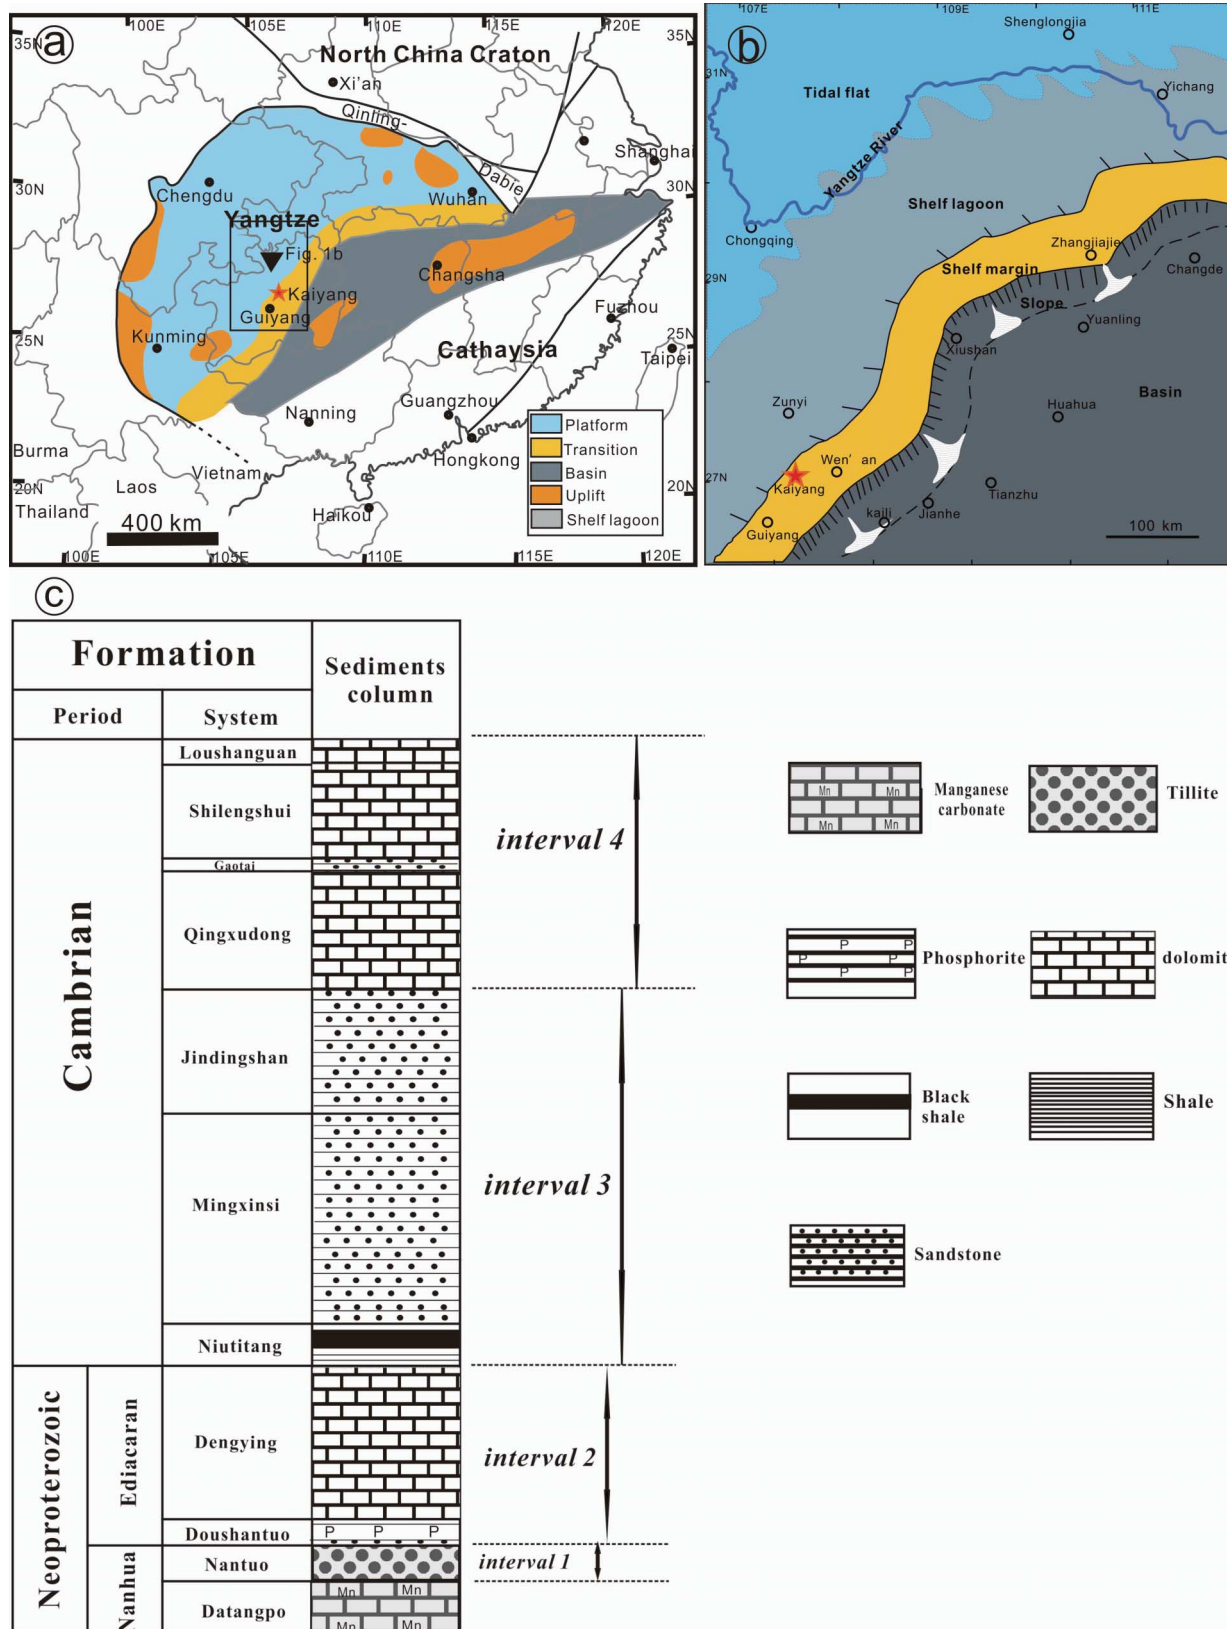 a
100E
105E
110E
115E
120E
35N
35N
North China Craton
Xi'an
Qinling-
Dabie
Shanghai
30N
30N
Chengdu
Wuhan
Yangtze
Fig. 1b
Changsha
Kaiyang
Guiyang
Fuzhou
25N
25N
Kunming
Cathaysia
Taipei
Guangzhou
Nanning
Hongkong
Burma
Vietnam
20N
20N
Laos
Thailand
Haikou
400 km
Platform
Transition
Basin
Uplift
Shelf lagoon
100E
105E
110E
115E
120E
b
107E
109E
111E
Shenglongjia
31N
Tidal flat
Yichang
Yangtze River
Shelf lagoon
Chongqing
Zhangjiajie
Changde
29N
Shelf margin
Slope
Yuanling
Xiushan
Basin
Zunyi
Huahua
Wen' an
27N
Kaiyang
Tianzhu
Jianhe
kaili
Guiyang
100 km
c
Formation
Sediments
column
Period
System
Cambrian
Loushanguan
Shilengshui
Gaotai
Qingxudong
Jindingshan
Mingxinsi
Niutitang
Neoproterozoic
Ediacaran
Dengying
Doushantuo
P P P
Nanhua
Nantuo
Datangpo
Mn Mn
Mn Mn
interval 4
interval 3
interval 2
interval 1
Mn Mn
Mn Mn
Manganese
carbonate
Tillite
P P
P P
P P
Phosphorite
dolomit
Black
shale
Shale
Sandstone